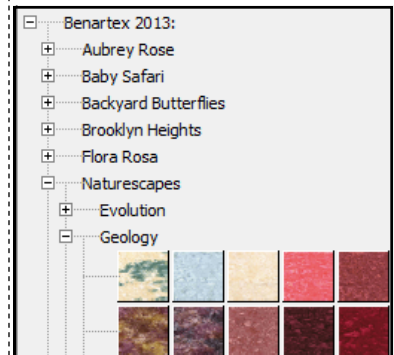 Benartex 2013:
Aubrey Rose
Baby Safari
Backyard Butterflies
Brooklyn Heights
Flora Rosa
Naturescapes
Evolution
Geology